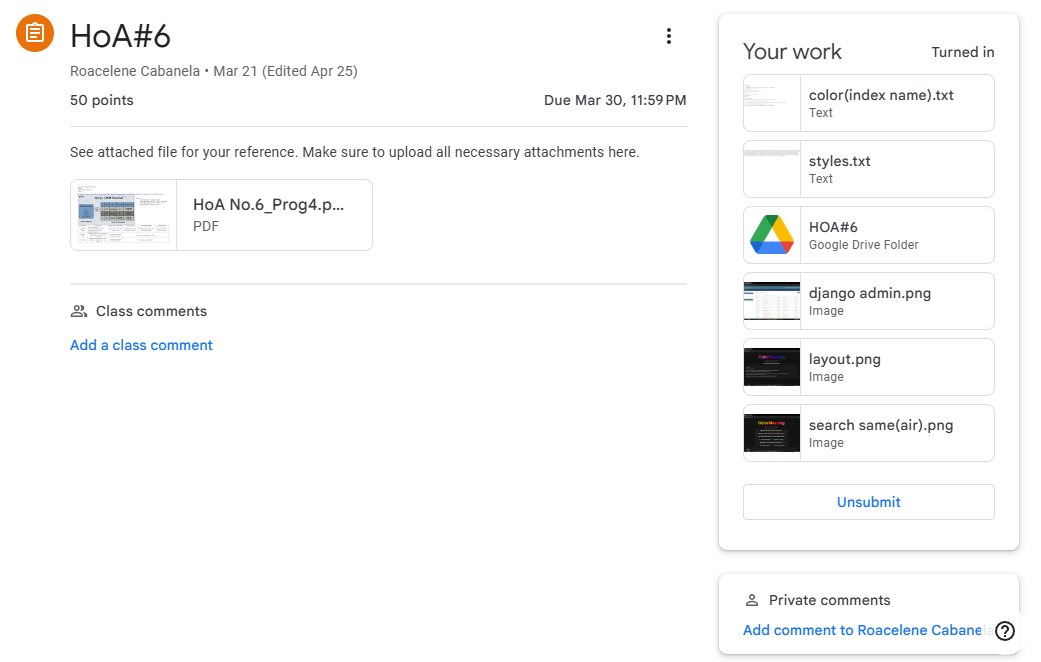 HoA#6
Roacelene Cabanela • Mar 21 (Edited Apr 25)
50 points
Due Mar 30, 11:59 PM
See attached file for your reference. Make sure to upload all necessary attachments here.
HoA No.6_Prog4.p...
PDF
Class comments
Add a class comment
Your work
Turned in
color(index name).txt
Text
styles.txt
Text
HOA#6
Google Drive Folder
django admin.png
Image
layout.png
Image
search same(air).png
Image
Unsubmit
Private comments
Add comment to Roacelene Cabanela